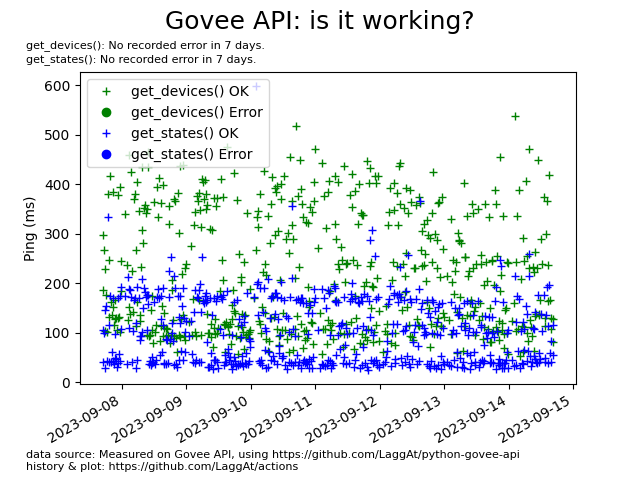 Govee API: is it working?
get_devices(): No recorded error in 7 days.
get_states(): No recorded error in 7 days.
get_devices() OK
get_devices() Error
get_states() OK
get_states() Error
Ping (ms)
600
500
400
300
200
100
0
2023-09-08
2023-09-09
2023-09-10
2023-09-11
2023-09-12
2023-09-13
2023-09-14
2023-09-15
data source: Measured on Govee API, using https://github.com/LaggAt/python-govee-api
history & plot: https://github.com/LaggAt/actions